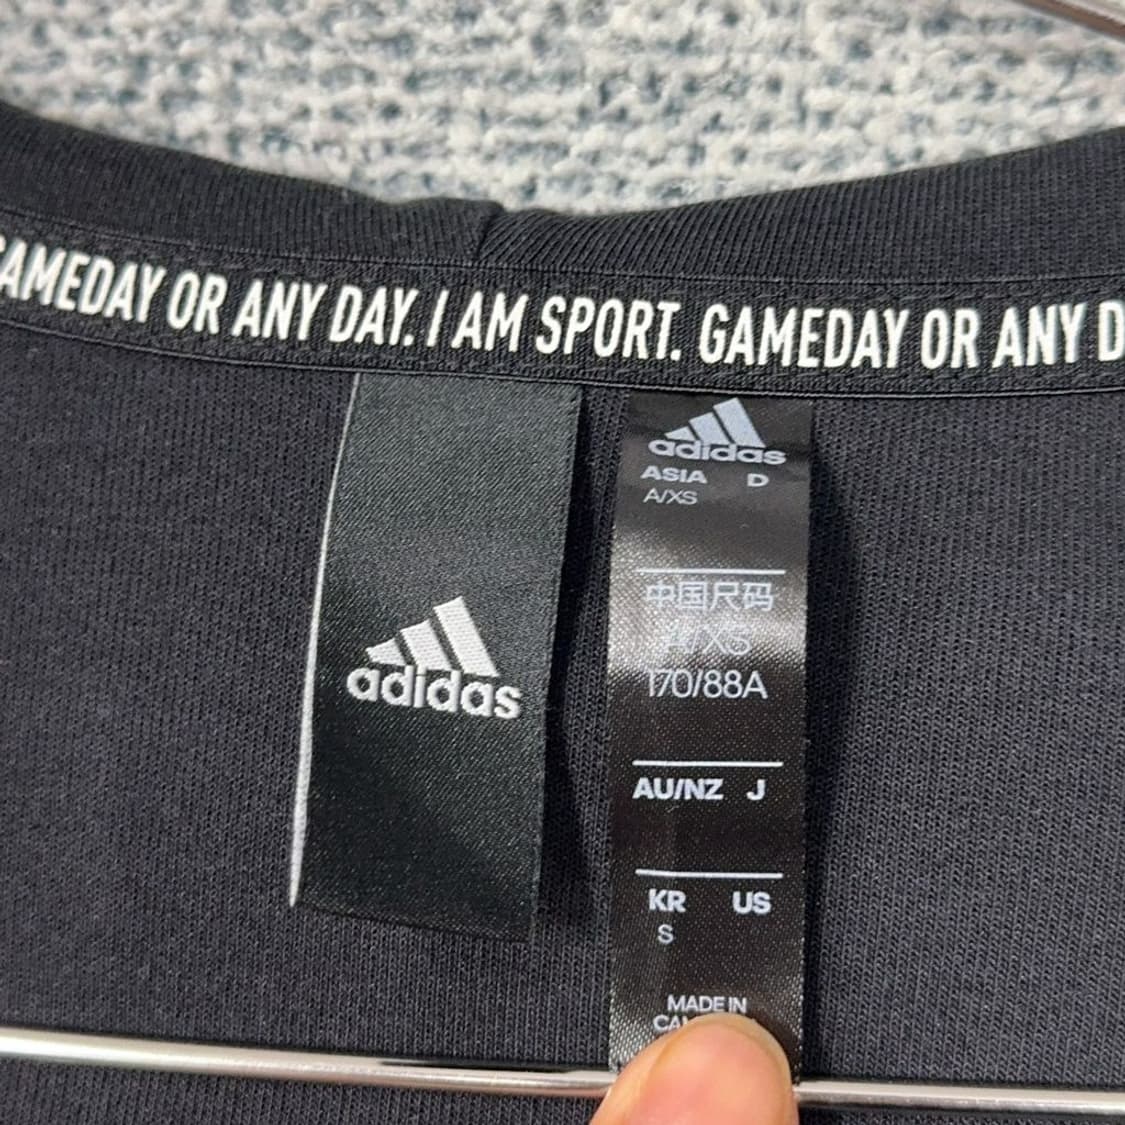 GAMEDAY OR ANY DAY. I AM SPORT. GAMEDAY OR ANY D
adidas
adidas
ASIA D
A/XS
中国尺码
A/XS
170/88A
AU/NZ J
KR US
S
MADE IN